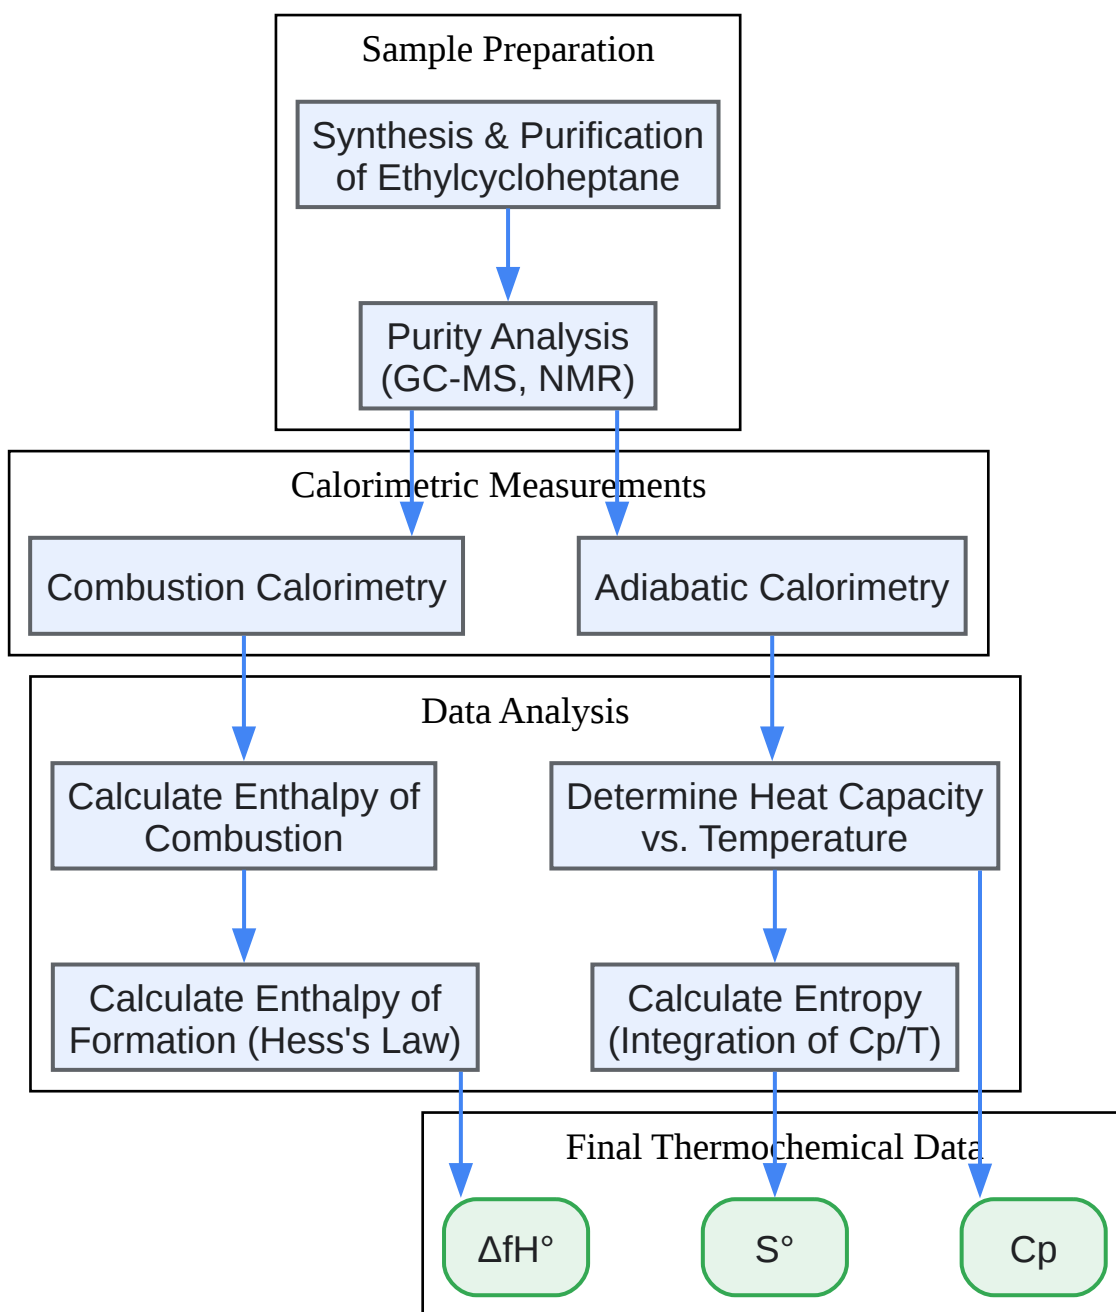 Sample Preparation
Synthesis & Purification
of Ethylcycloheptane
Purity Analysis
(GC-MS, NMR)
Calorimetric Measurements
Combustion Calorimetry
Adiabatic Calorimetry
Data Analysis
Calculate Enthalpy of
Combustion
Determine Heat Capacity
vs. Temperature
Calculate Enthalpy of
Formation (Hess's Law)
Calculate Entropy
(Integration of Cp/T)
Final Thermochemical Data
ΔfH°
S°
Cp